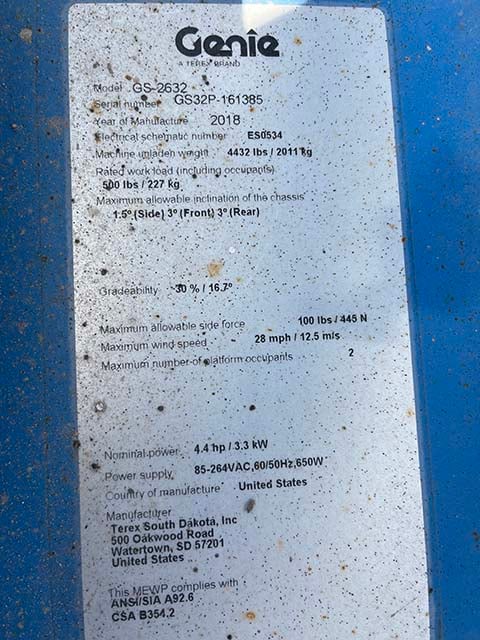 Genie
A TEREX BRAND
Model GS-2632
Serial number GS32P-161385
Year of Manufacture 2018
Electrical schematic number ES0534
Machine unladen weight 4432 lbs / 2011 kg
Rated work load (including occupants)
500 lbs / 227 kg
Maximum allowable inclination of the chassis
1.5° (Side) 3° (Front) 3° (Rear)
Gradeability 30 % / 16.7°
Maximum allowable side force 100 lbs / 445 N
Maximum wind speed 28 mph / 12.5 m/s
Maximum number of platform occupants 2
Nominal power 4.4 hp / 3.3 kW
Power supply 85-264VAC,60/50Hz,650W
Country of manufacture United States
Manufacturer
Terex South Dakota, Inc
500 Oakwood Road
Watertown, SD 57201
United States
This MEWP complies with
ANSI/SIA A92.6
CSA B354.2